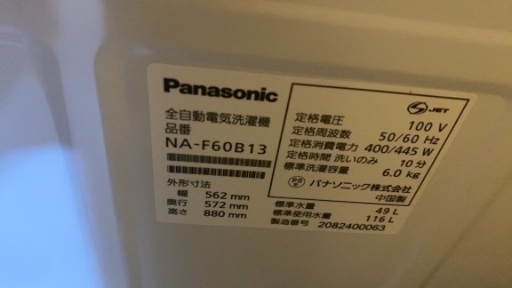 Panasonic
全自動電気洗濯機
品番
NA-F60B13
外形寸法
幅 562 mm
奥行 572 mm
高さ 880 mm
JET
定格電圧 100 V
定格周波数 50/60 Hz
定格消費電力 400/445 W
定格時間 洗いのみ 10分
標準洗濯容量 6.0 kg
パナソニック株式会社
中国製
標準水量 49 L
標準使用水量 116 L
製造番号 2082400063